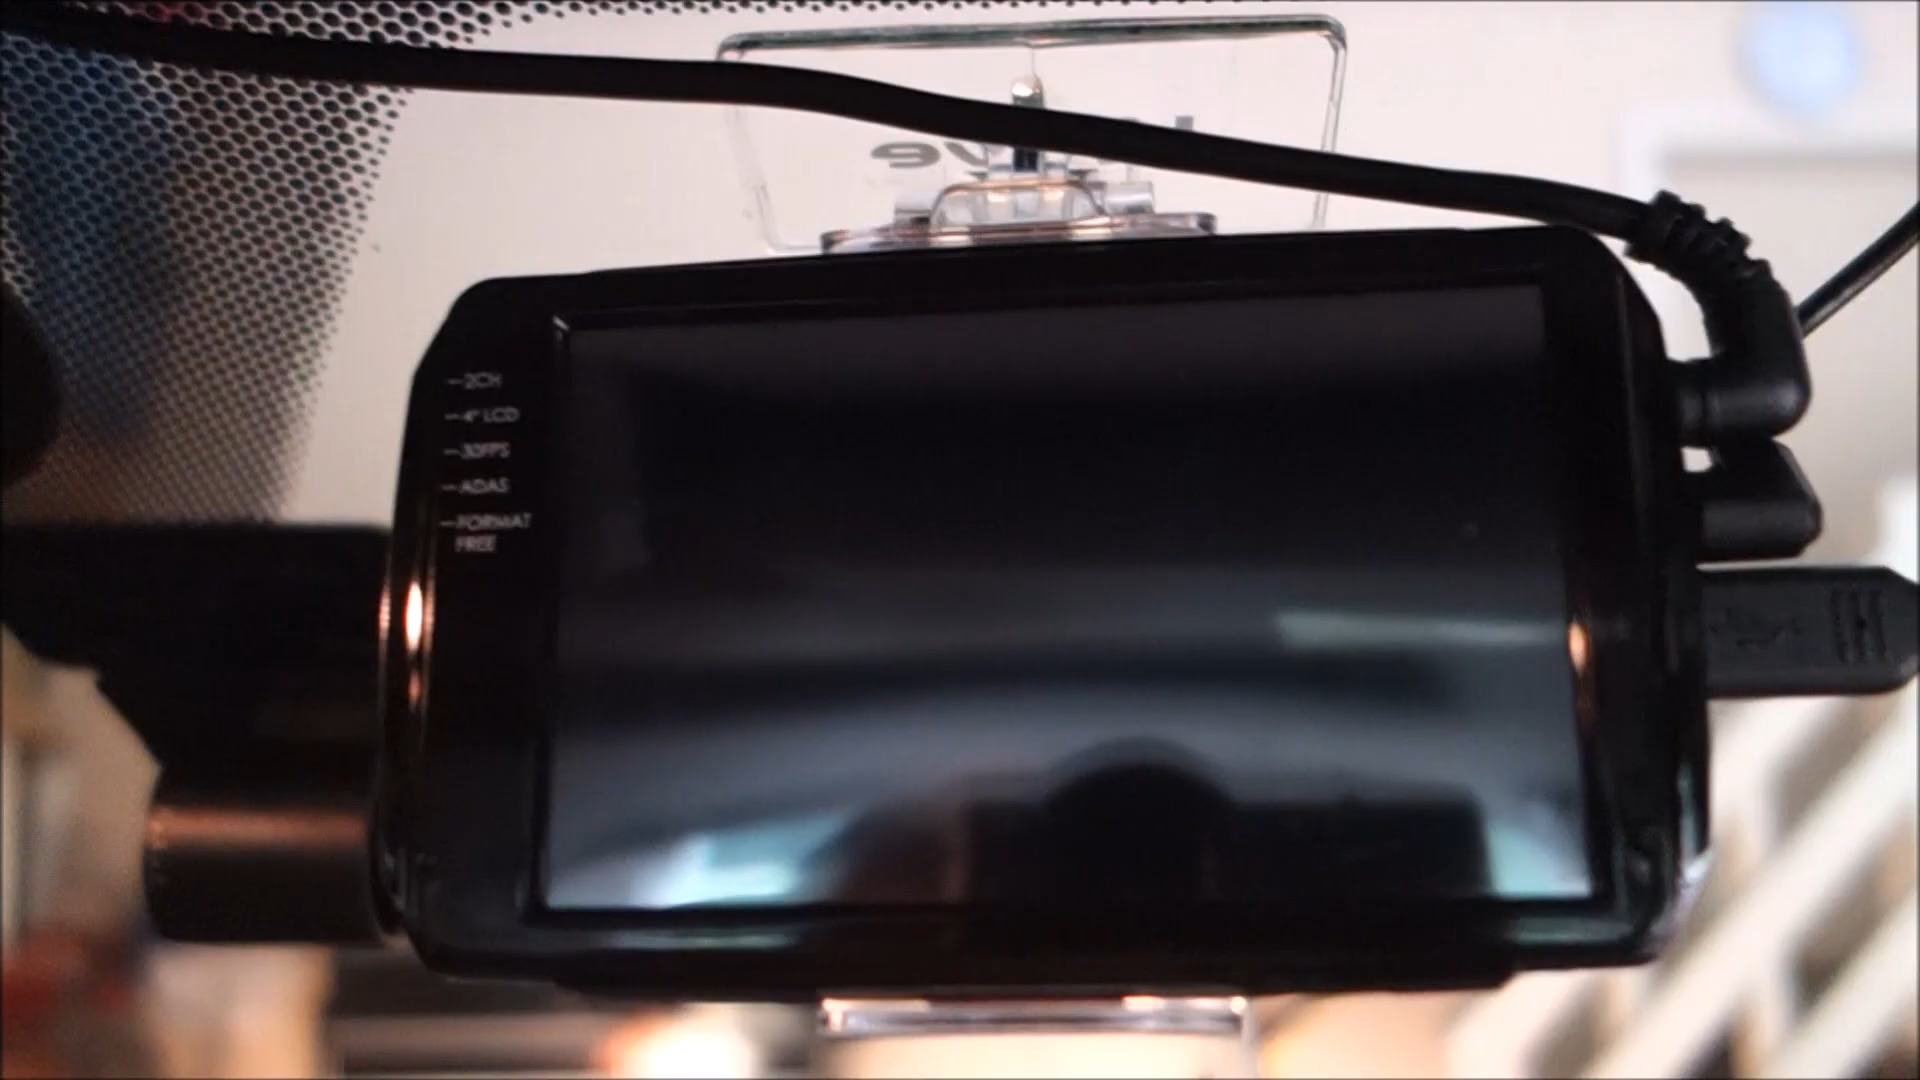 2CH
4" LCD
30FPS
ADAS
FORMAT
FREE